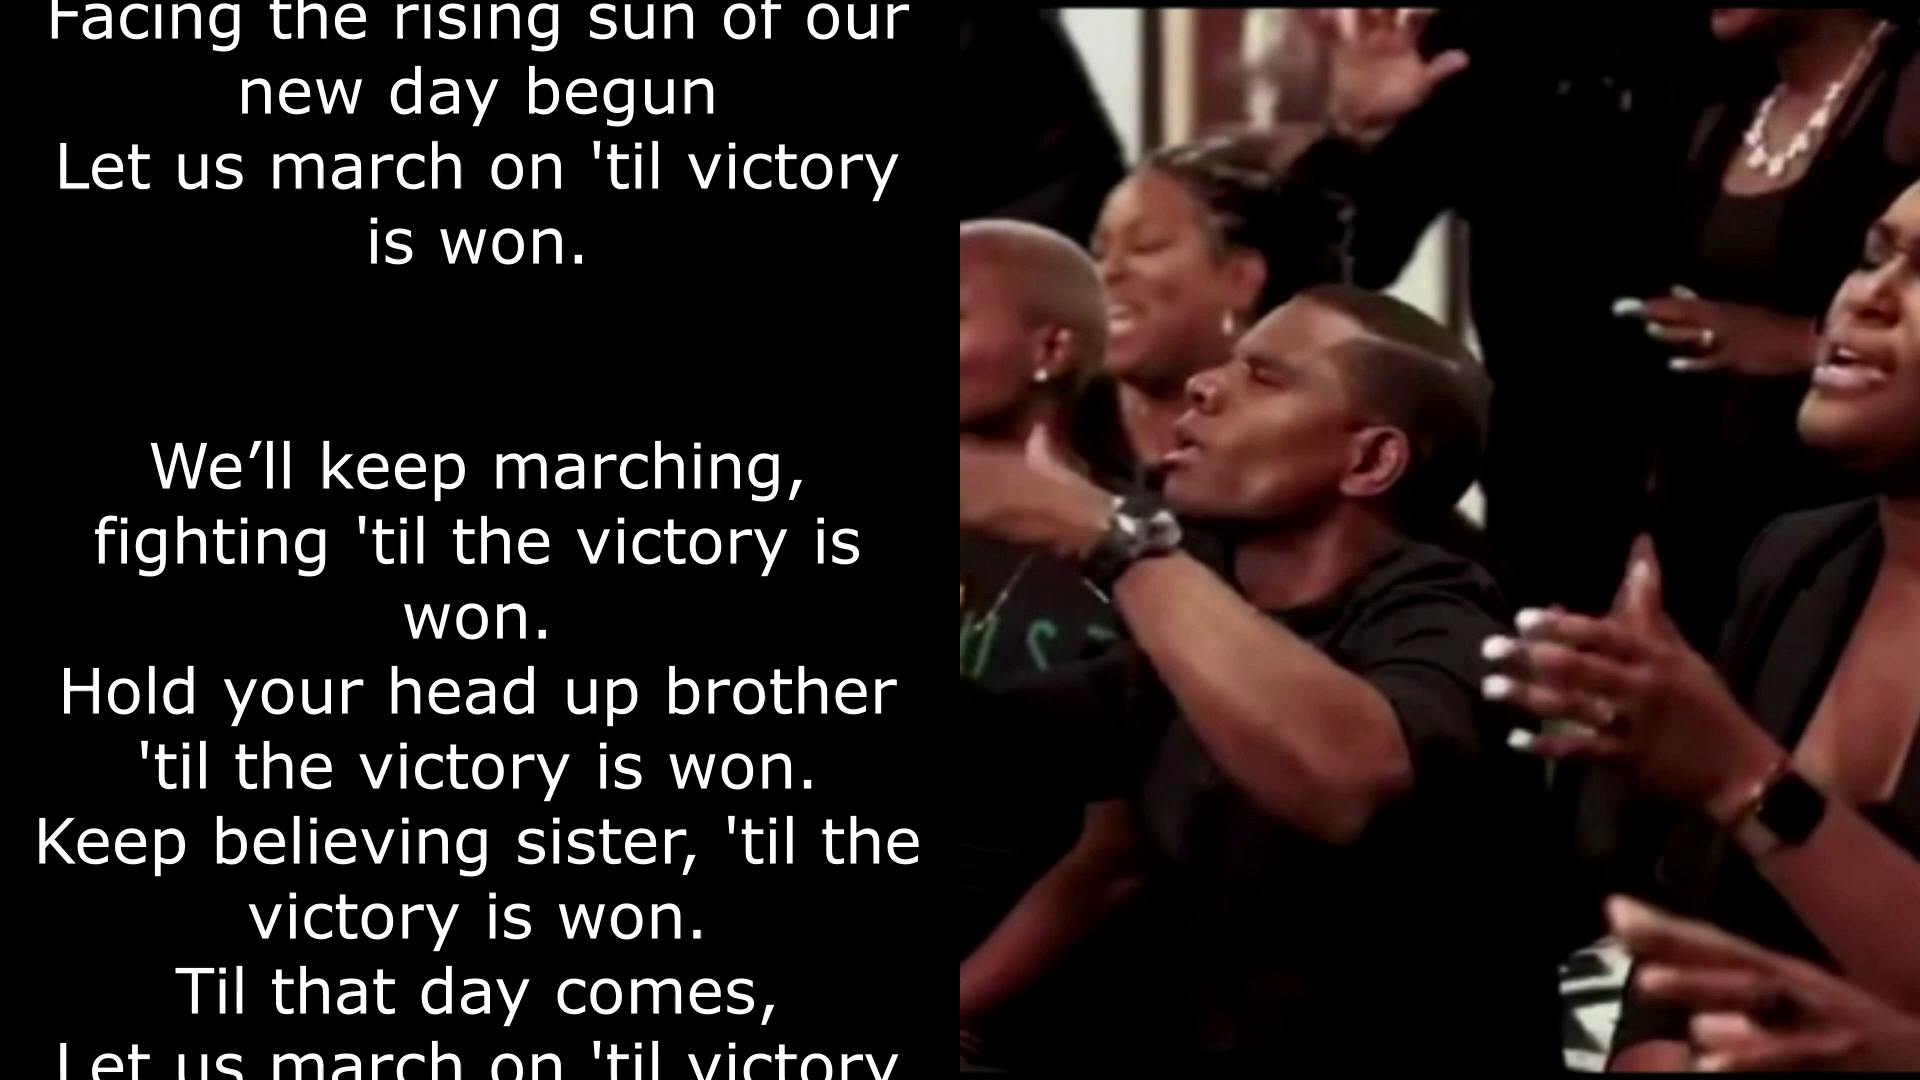 Facing the rising sun of our
new day begun
Let us march on 'til victory
is won.
We’ll keep marching,
fighting 'til the victory is
won.
Hold your head up brother
'til the victory is won.
Keep believing sister, 'til the
victory is won.
Til that day comes,
Let us march on 'til victory